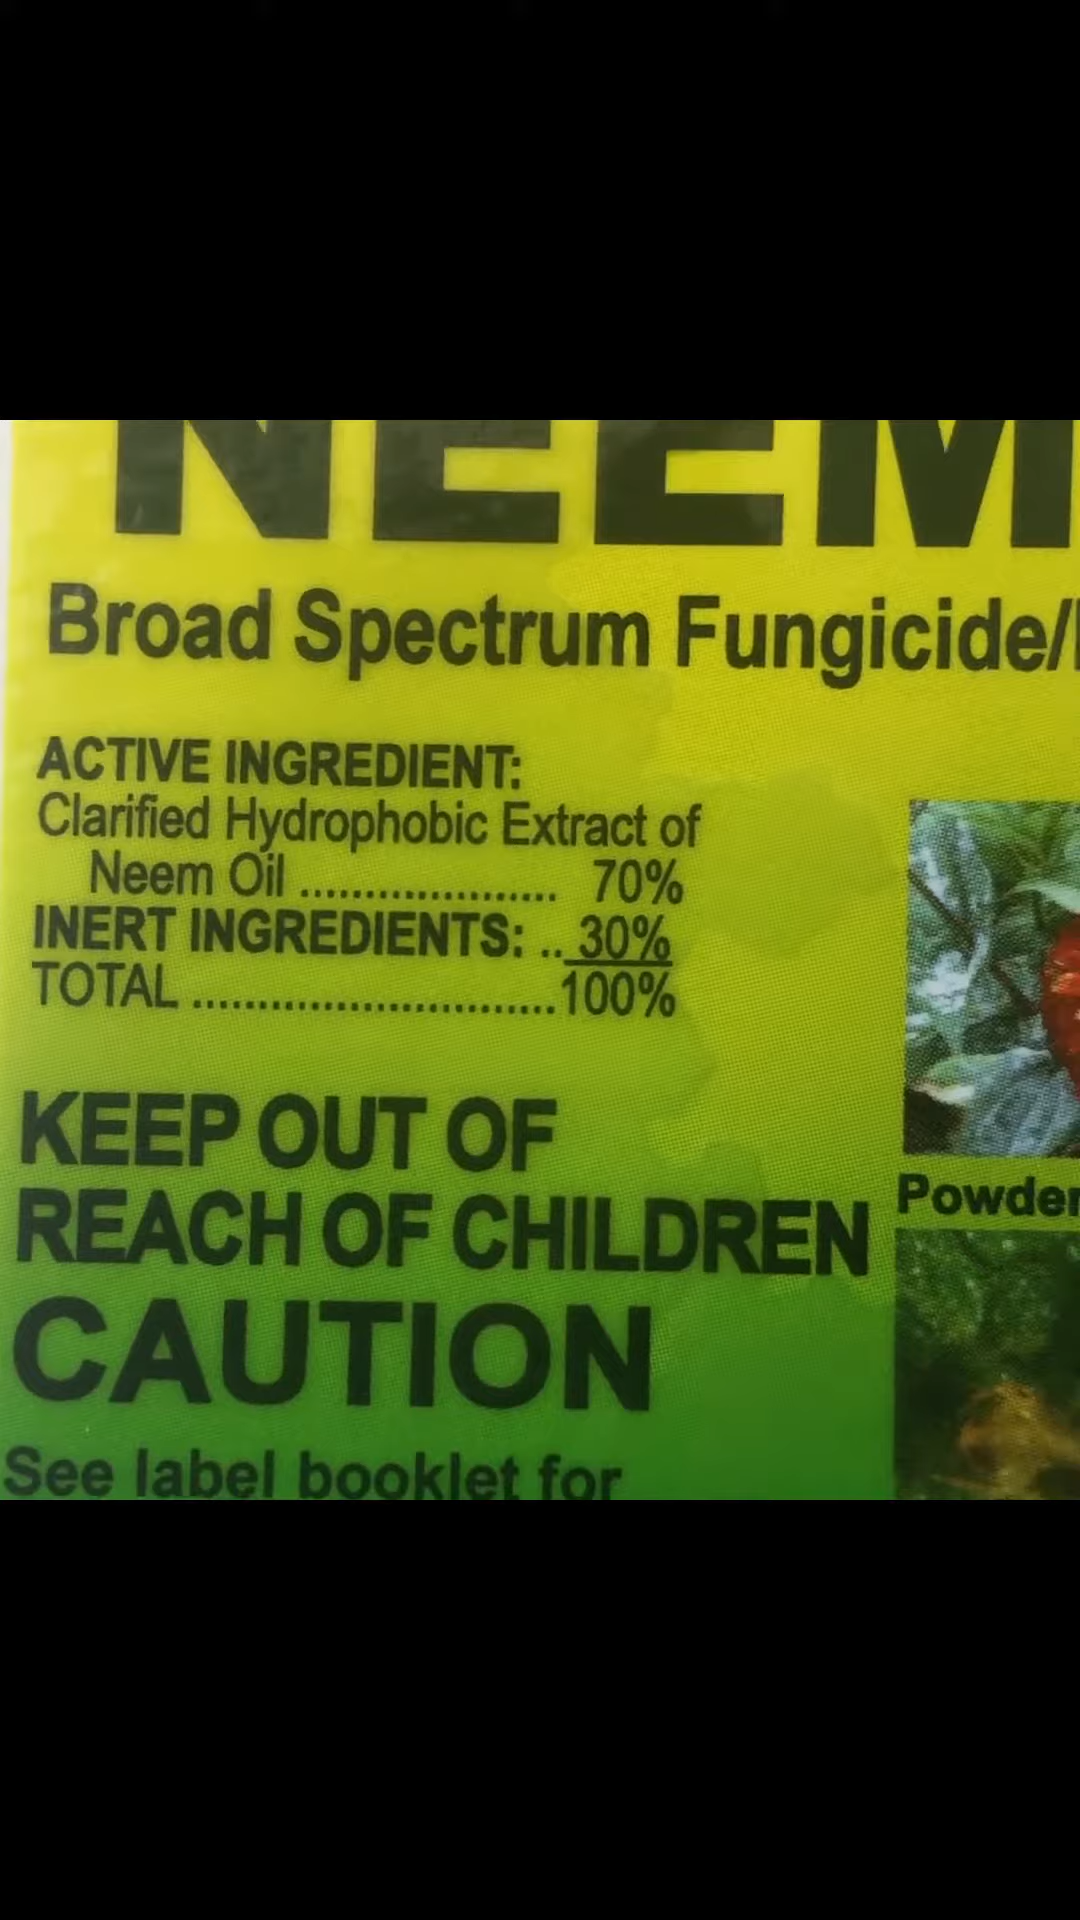 NEEM
Broad Spectrum Fungicide/
ACTIVE INGREDIENT:
Clarified Hydrophobic Extract of
Neem Oil .................... 70%
INERT INGREDIENTS: .. 30%
TOTAL ............................100%
KEEP OUT OF
REACH OF CHILDREN
CAUTION
See label booklet for
Powder